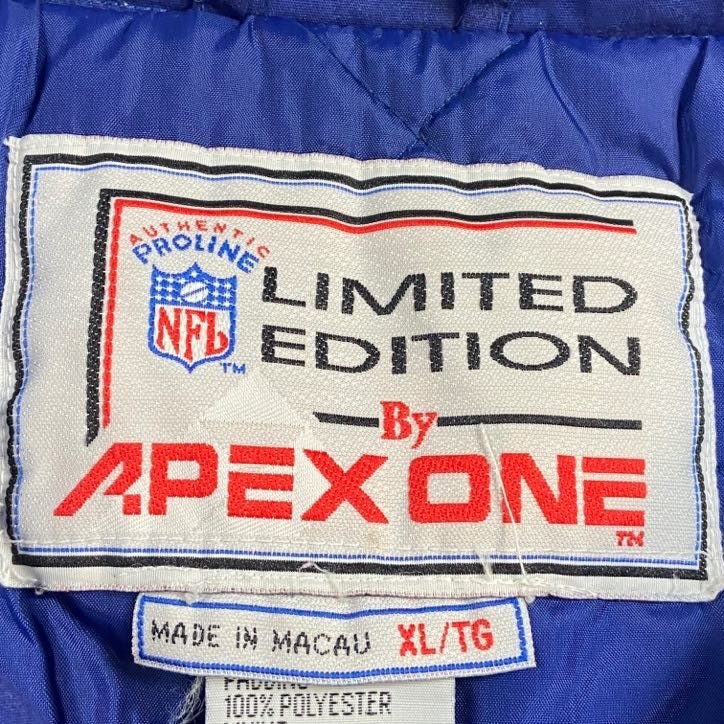 AUTHENTIC
PROLINE
NFL
TM
LIMITED
EDITION
By
APEX ONE
TM
MADE IN MACAU XL/TG
100% POLYESTER